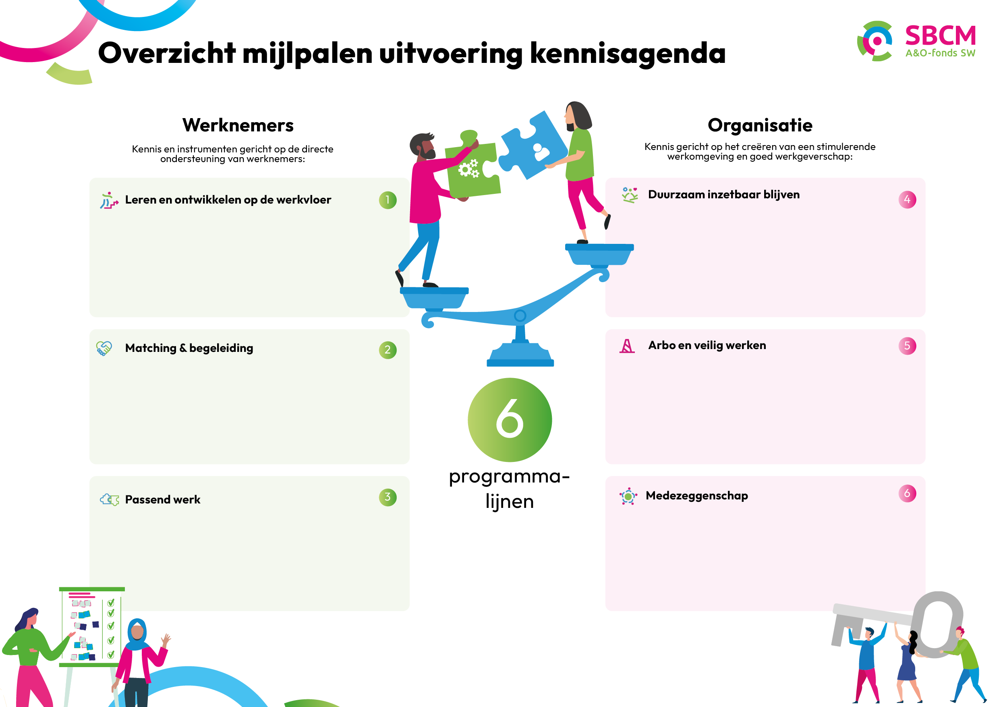 Overzicht mijlpalen uitvoering kennisagenda
SBCM
A&O-fonds SW
Werknemers
Kennis en instrumenten gericht op de directe
ondersteuning van werknemers:
Leren en ontwikkelen op de werkvloer
1
Matching & begeleiding
2
Passend werk
3
6
programma-
lijnen
Organisatie
Kennis gericht op het creëren van een stimulerende
werkomgeving en goed werkgeverschap:
Duurzaam inzetbaar blijven
4
Arbo en veilig werken
5
Medezeggenschap
6